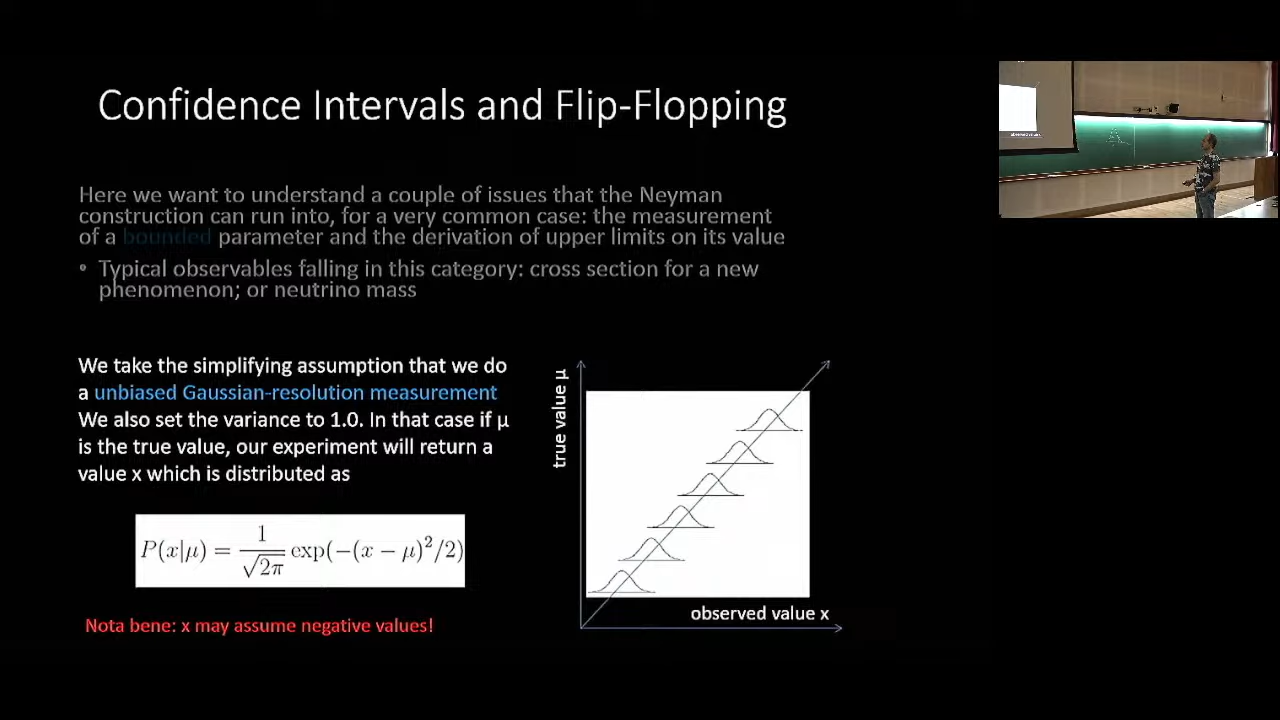 Confidence Intervals and Flip-Flopping
Here we want to understand a couple of issues that the Neyman
construction can run into, for a very common case: the measurement
of a bounded parameter and the derivation of upper limits on its value
• Typical observables falling in this category: cross section for a new
phenomenon; or neutrino mass
We take the simplifying assumption that we do
a unbiased Gaussian-resolution measurement
We also set the variance to 1.0. In that case if μ
is the true value, our experiment will return a
value x which is distributed as
P(x|μ) = 1/√2π exp(−(x − μ)²/2)
Nota bene: x may assume negative values!
true value μ
observed value x
observed value x